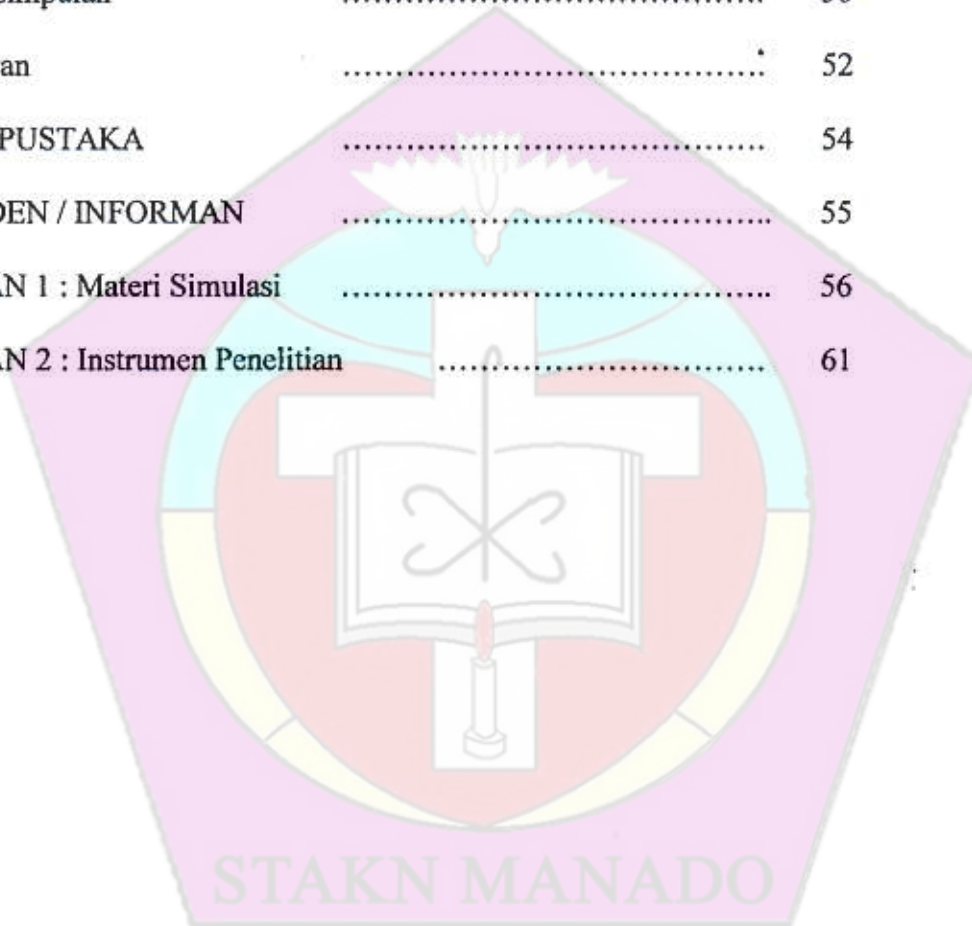 an ........................................ 52
PUSTAKA ........................................ 54
DEN / INFORMAN ........................................ 55
AN 1 : Materi Simulasi ........................................ 56
AN 2 : Instrumen Penelitian ................................ 61
STAKN MANADO